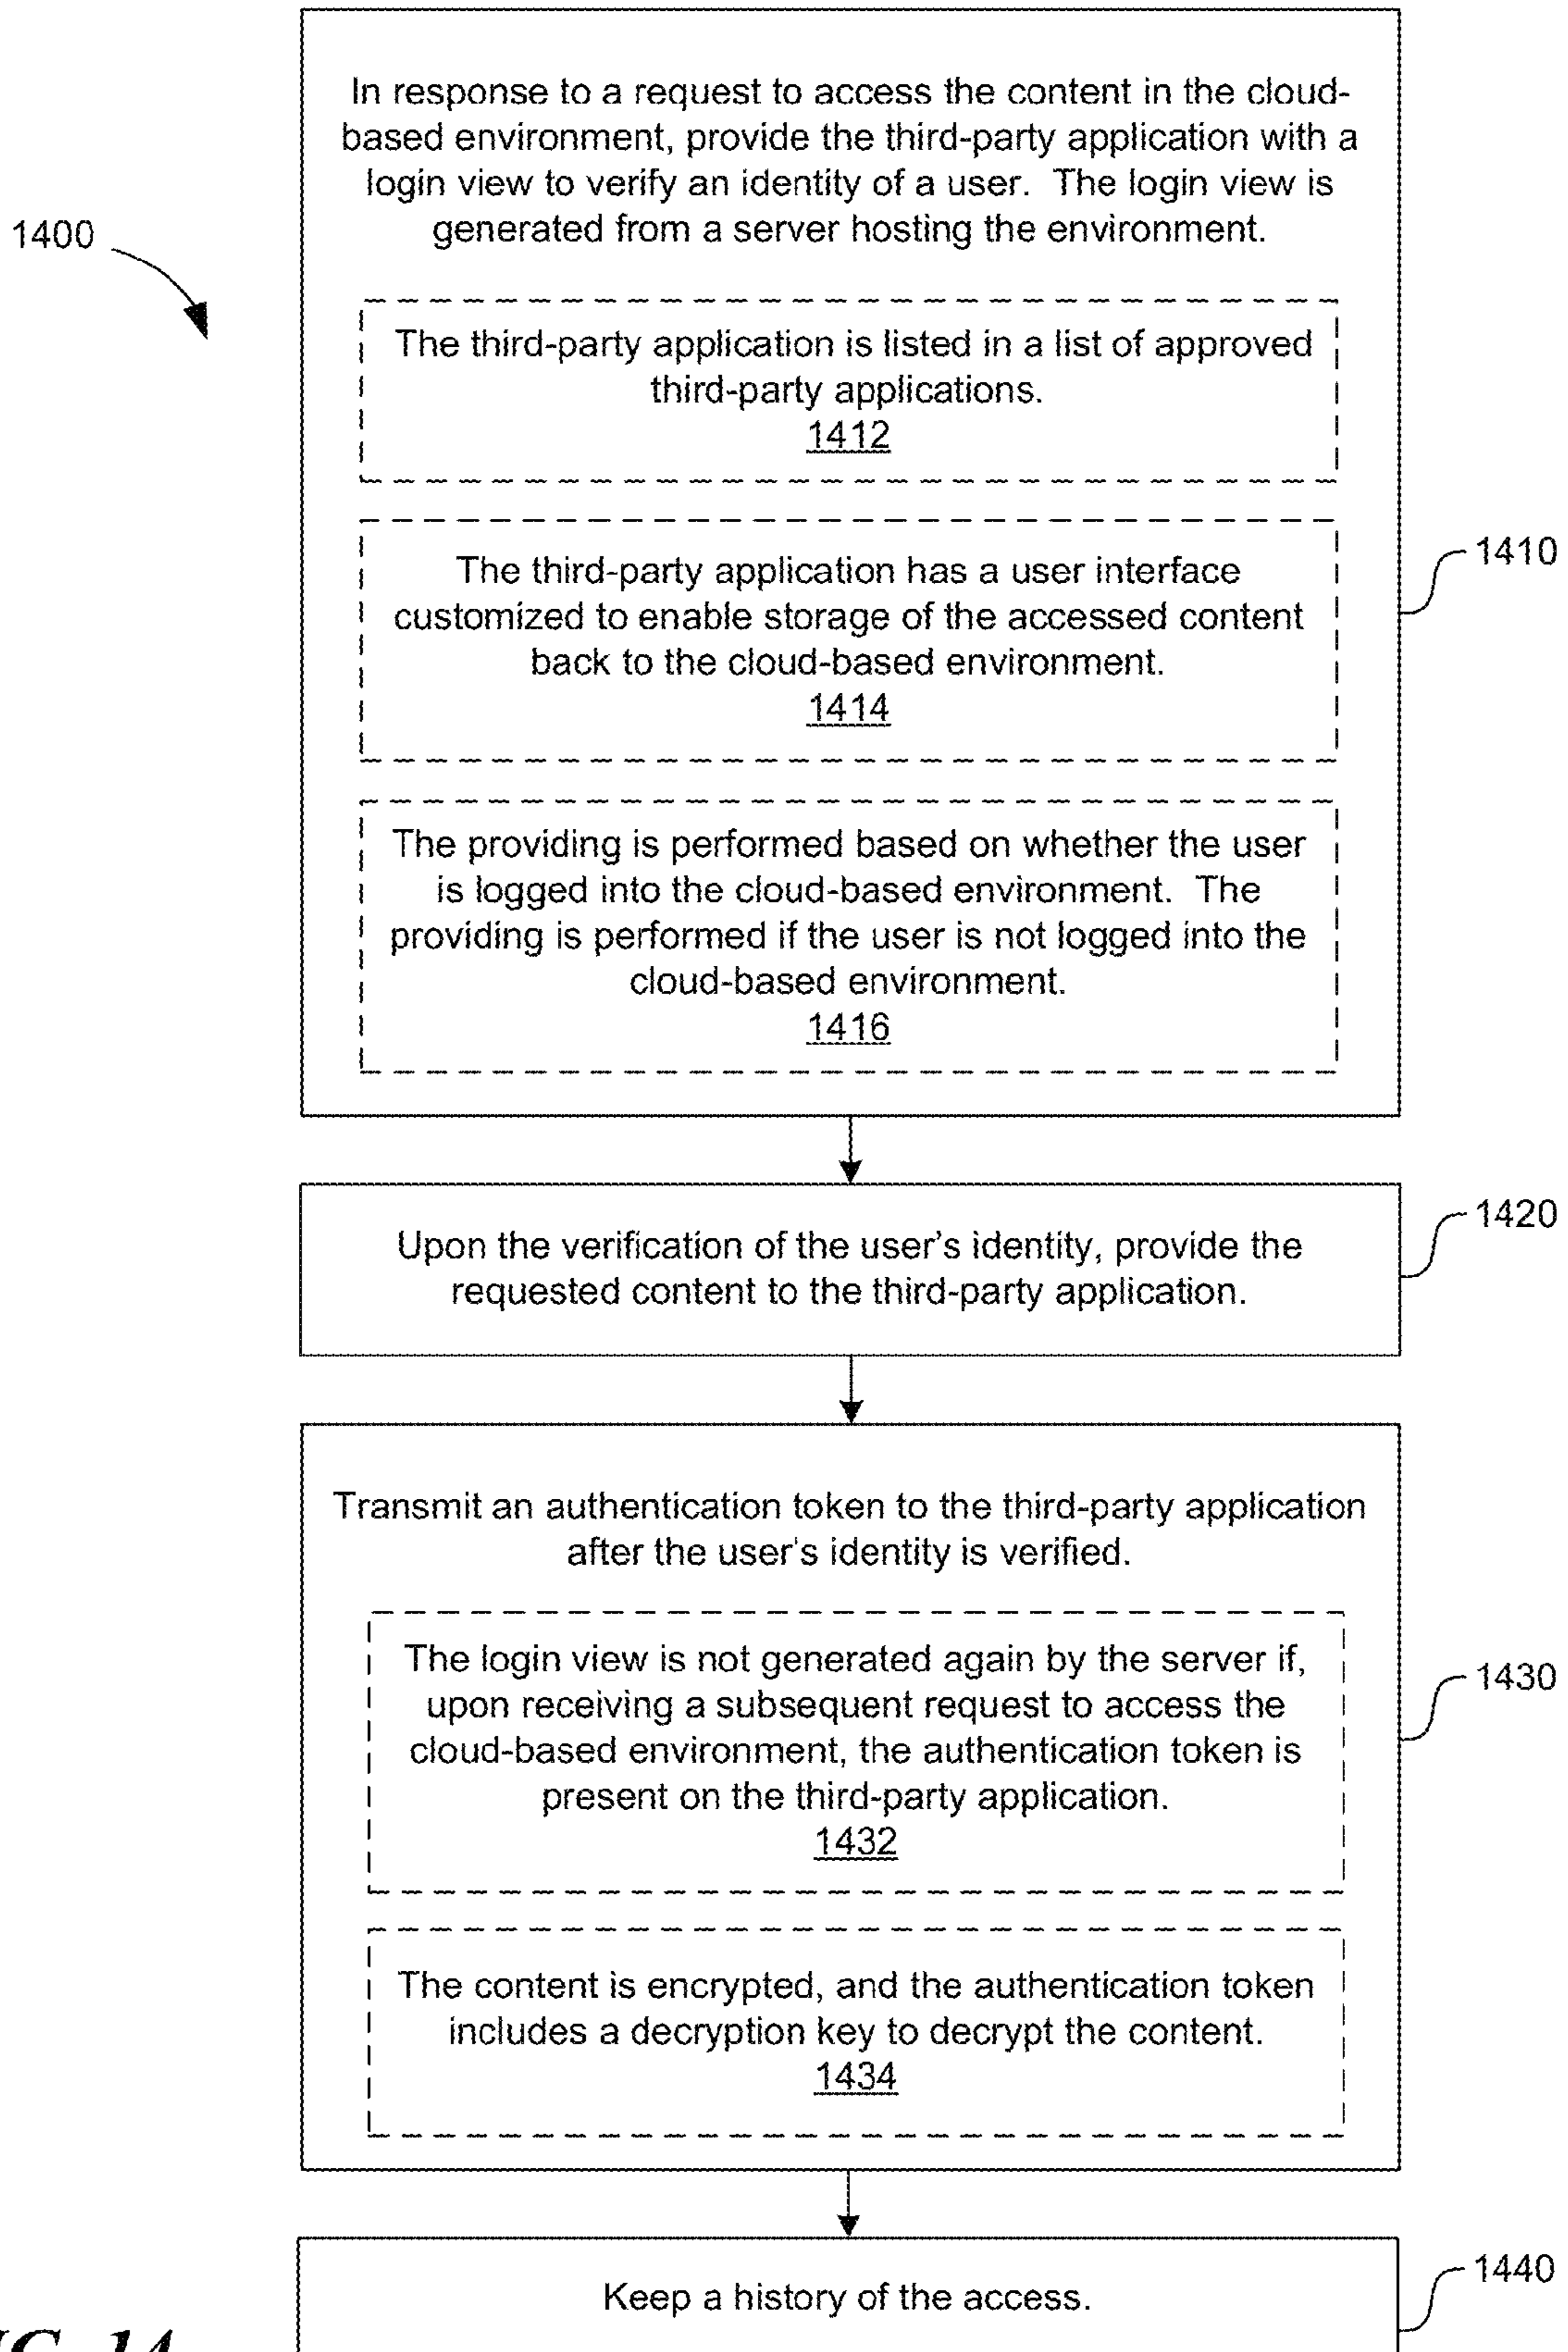 In response to a request to access the content in the cloud-
based environment, provide the third-party application with a
login view to verify an identity of a user. The login view is
generated from a server hosting the environment.
1400
The third-party application is listed in a list of approved
third-party applications.
1412
The third-party application has a user interface
customized to enable storage of the accessed content
back to the cloud-based environment.
1414
1410
The providing is performed based on whether the user
is logged into the cloud-based environment. The
providing is performed if the user is not logged into the
cloud-based environment.
1416
Upon the verification of the user's identity, provide the
requested content to the third-party application.
1420
Transmit an authentication token to the third-party application
after the user's identity is verified.
The login view is not generated again by the server if,
upon receiving a subsequent request to access the
cloud-based environment, the authentication token is
present on the third-party application.
1432
1430
The content is encrypted, and the authentication token
includes a decryption key to decrypt the content.
1434
Keep a history of the access.
1440